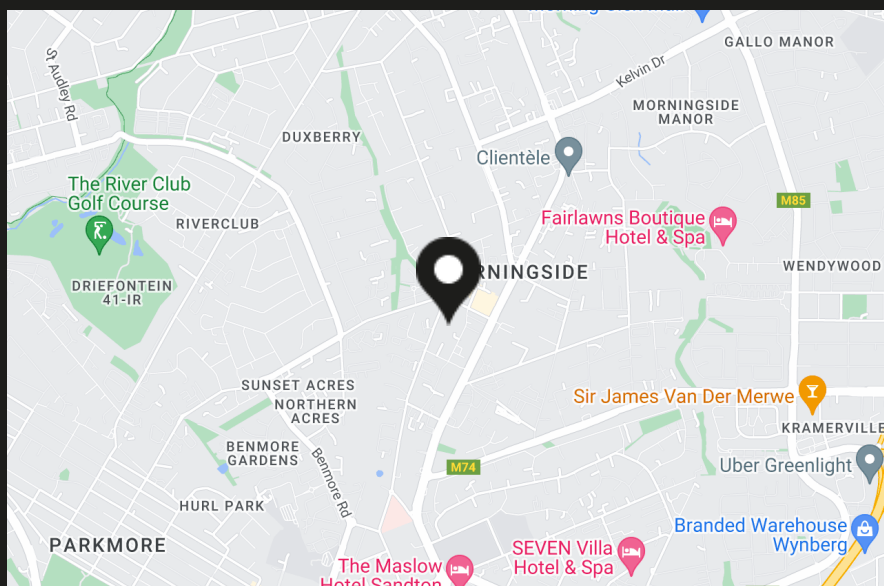 GALLO MANOR
St Audley Rd
Kelvin Dr
MORNINGSIDE
MANOR
DUXBERRY
Clientèle
The River Club
Golf Course
M85
RIVERCLUB
Fairlawns Boutique
Hotel & Spa
RNINGSIDE
WENDYWOOD
DRIEFONTEIN
41-IR
SUNSET ACRES
Sir James Van Der Merwe
NORTHERN
ACRES
KRAMERVILLE
BENMORE
GARDENS
Benmore Rd
M74
Uber Greenlight
HURL PARK
Branded Warehouse
Wynberg
PARKMORE
SEVEN Villa
Hotel & Spa
The Maslow
Hotel Sandton